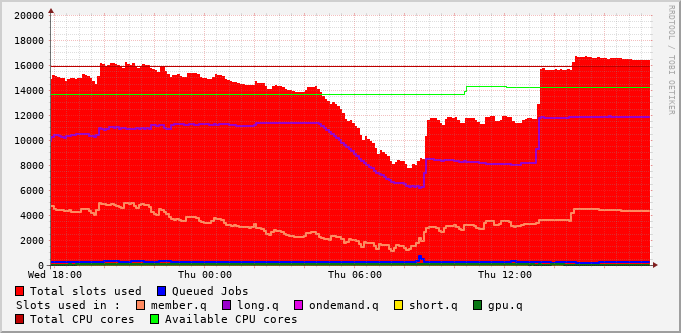 RRDTOOL / TOBI OETIKER
20000
18000
16000
14000
12000
10000
8000
6000
4000
2000
0
Wed 18:00 Thu 00:00 Thu 06:00 Thu 12:00
Total slots used Queued Jobs
Slots used in : member.q long.q ondemand.q short.q gpu.q
Total CPU cores Available CPU cores